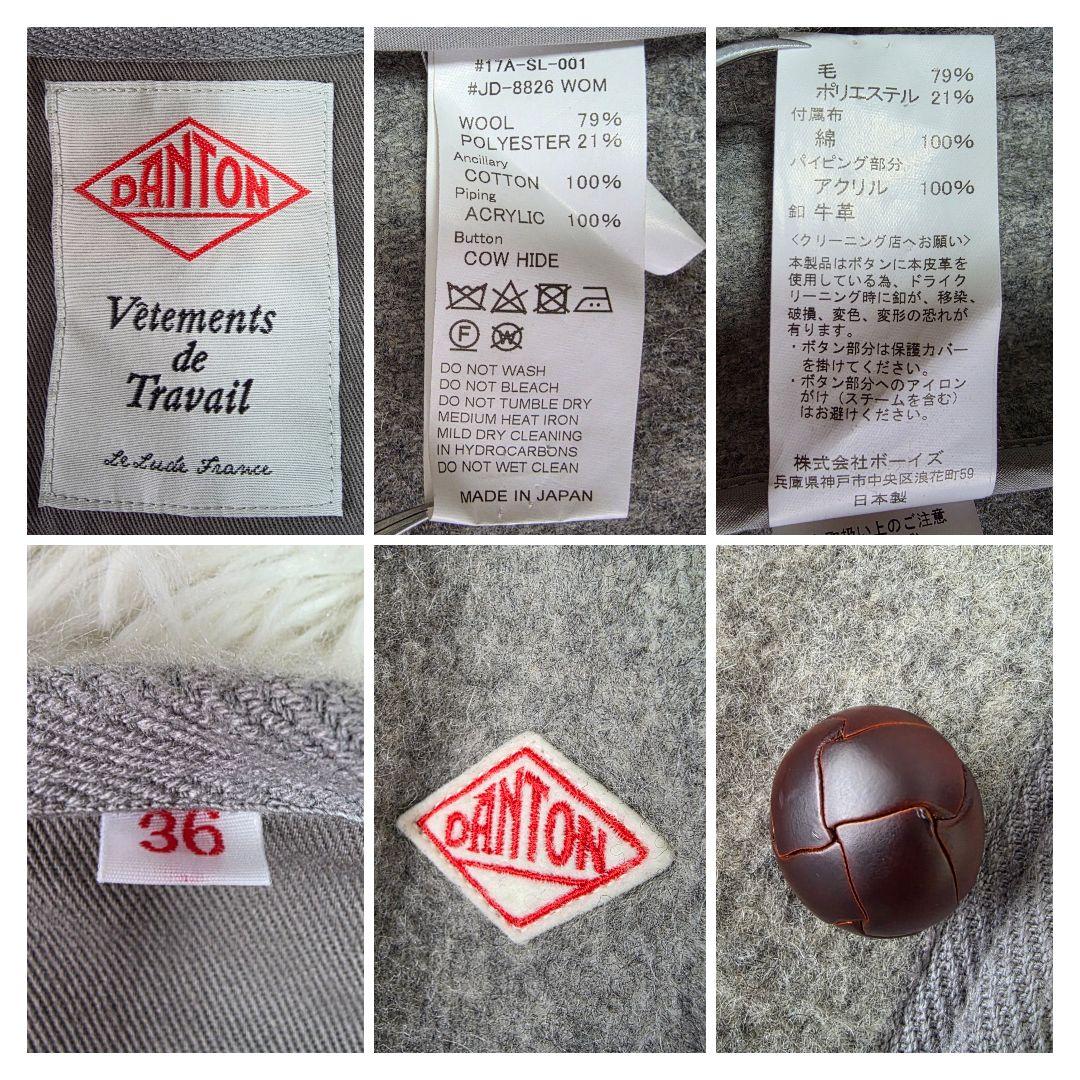 DANTON
Vêtements
de
Travail
Le Lude France
#17A-SL-001
#JD-8826 WOM
WOOL 79%
POLYESTER 21%
Ancillary
COTTON 100%
Piping
ACRYLIC 100%
Button
COW HIDE
F
W
DO NOT WASH
DO NOT BLEACH
DO NOT TUMBLE DRY
MEDIUM HEAT IRON
MILD DRY CLEANING
IN HYDROCARBONS
DO NOT WET CLEAN
MADE IN JAPAN
毛 79%
ポリエステル 21%
付属布
綿 100%
パイピング部分
アクリル 100%
釦 牛革
〈クリーニング店へお願い〉
本製品はボタンに本皮革を
使用している為、ドライク
リーニング時に釦が、移染、
破損、変色、変形の恐れが
有ります。
・ボタン部分は保護カバー
を掛けてください。
・ボタン部分へのアイロン
がけ(スチームを含む)
はお避けください。
株式会社ボーイズ
兵庫県神戸市中央区浪花町59
日本製
取扱い上のご注意
36
DANTON